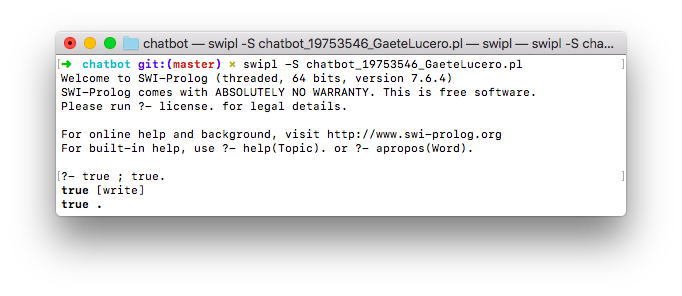 chatbot — swipl -S chatbot_19753546_GaeteLucero.pl — swipl — swipl -S cha...
[➜ chatbot git:(master) × swipl -S chatbot_19753546_GaeteLucero.pl ]
Welcome to SWI-Prolog (threaded, 64 bits, version 7.6.4)
SWI-Prolog comes with ABSOLUTELY NO WARRANTY. This is free software.
Please run ?- license. for legal details.
For online help and background, visit http://www.swi-prolog.org
For built-in help, use ?- help(Topic). or ?- apropos(Word).
[?- true ; true. ]
true [write]
true .